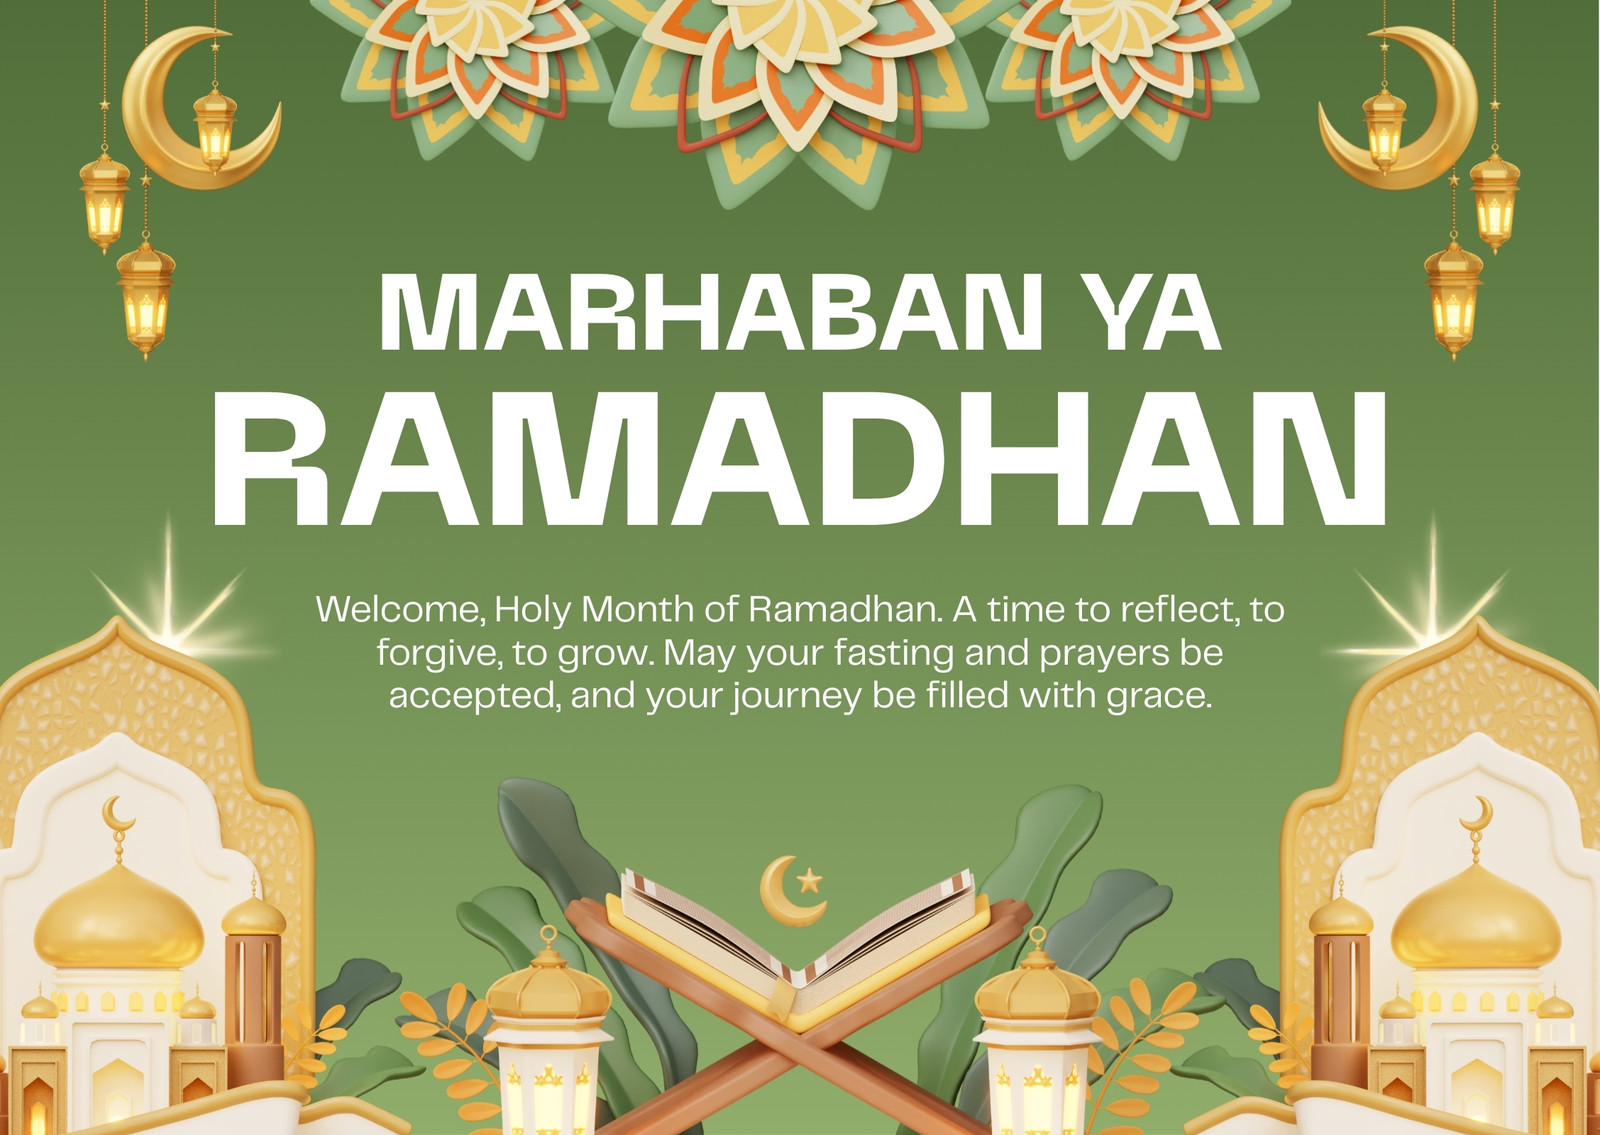 MARHABAN YA
RAMADHAN
Welcome, Holy Month of Ramadhan. A time to reflect, to
forgive, to grow. May your fasting and prayers be
accepted, and your journey be filled with grace.